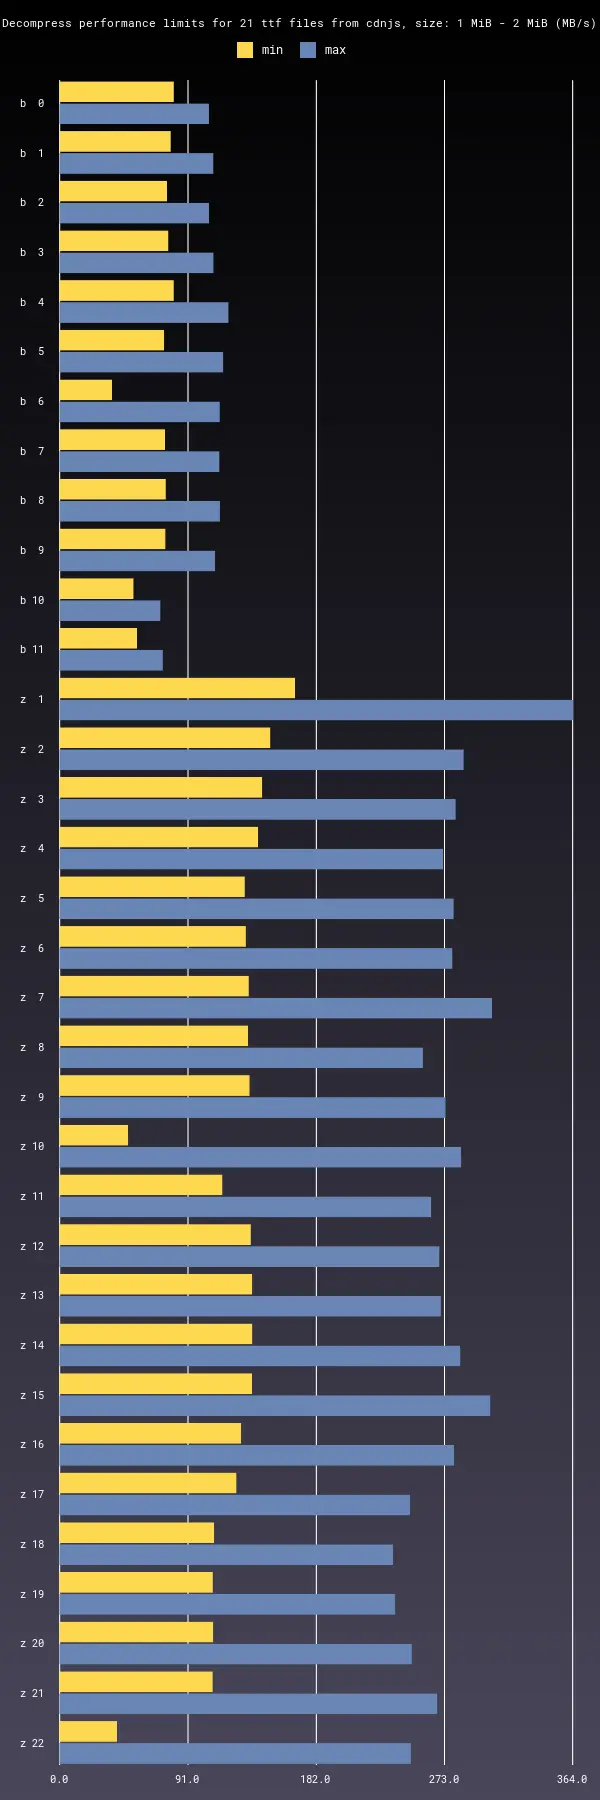 Decompress performance limits for 21 ttf files from cdnjs, size: 1 MiB - 2 MiB (MB/s)
min max
b 0
b 1
b 2
b 3
b 4
b 5
b 6
b 7
b 8
b 9
b 10
b 11
z 1
z 2
z 3
z 4
z 5
z 6
z 7
z 8
z 9
z 10
z 11
z 12
z 13
z 14
z 15
z 16
z 17
z 18
z 19
z 20
z 21
z 22
0.0 91.0 182.0 273.0 364.0